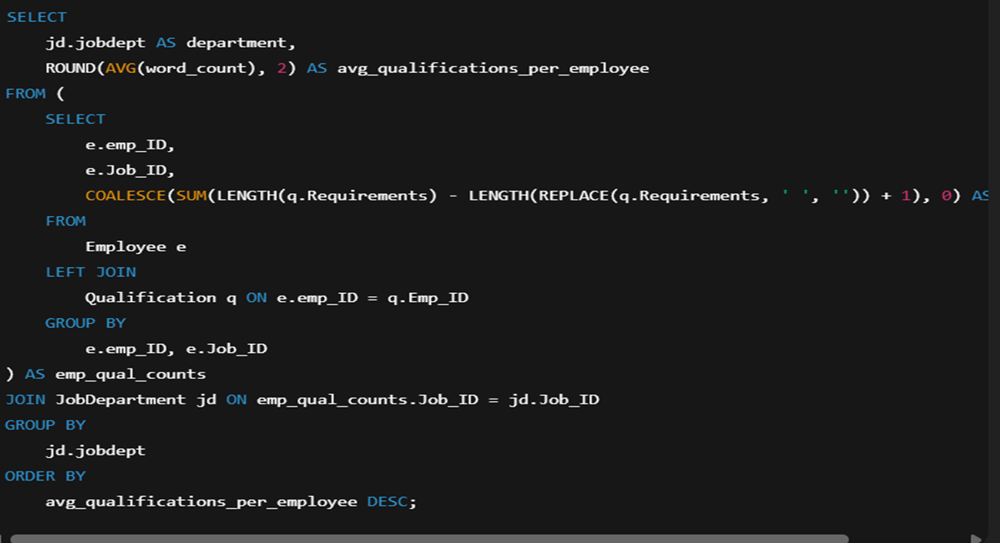 SELECT
    jd.jobdept AS department,
    ROUND(AVG(word_count), 2) AS avg_qualifications_per_employee
FROM (
    SELECT
        e.emp_ID,
        e.Job_ID,
        COALESCE(SUM(LENGTH(q.Requirements) - LENGTH(REPLACE(q.Requirements, ' ', '')) + 1), 0) AS
    FROM
        Employee e
    LEFT JOIN
        Qualification q ON e.emp_ID = q.Emp_ID
    GROUP BY
        e.emp_ID, e.Job_ID
) AS emp_qual_counts
JOIN JobDepartment jd ON emp_qual_counts.Job_ID = jd.Job_ID
GROUP BY
    jd.jobdept
ORDER BY
    avg_qualifications_per_employee DESC;